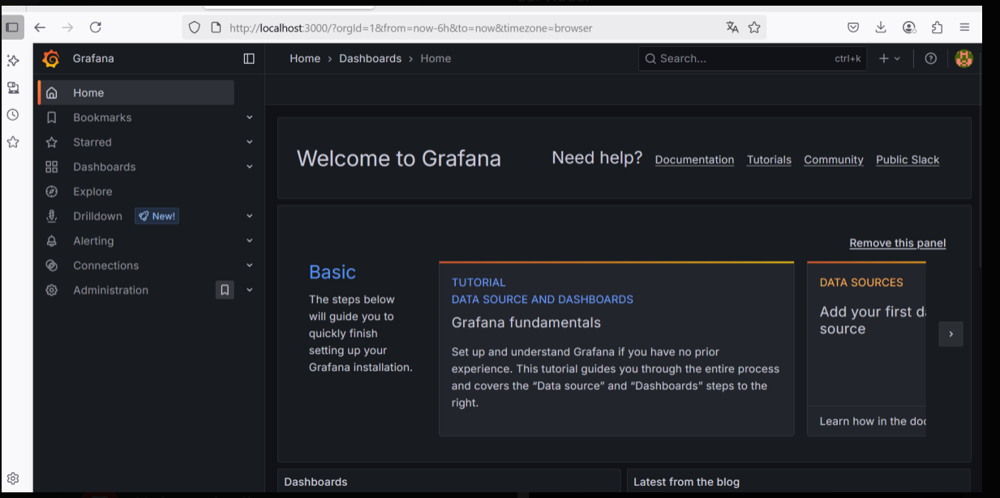 http://localhost:3000/?orgId=1&from=now-6h&to=now&timezone=browser
Grafana
Home › Dashboards › Home
Search...
ctrl+k
Home
Bookmarks
Starred
Dashboards
Explore
Drilldown
New!
Alerting
Connections
Administration
Welcome to Grafana
Need help?
Documentation
Tutorials
Community
Public Slack
Remove this panel
Basic
The steps below
will guide you to
quickly finish
setting up your
Grafana installation.
TUTORIAL
DATA SOURCE AND DASHBOARDS
Grafana fundamentals
Set up and understand Grafana if you have no prior
experience. This tutorial guides you through the entire process
and covers the “Data source” and “Dashboards” steps to the
right.
DATA SOURCES
Add your first da
source
Learn how in the doc
Dashboards
Latest from the blog